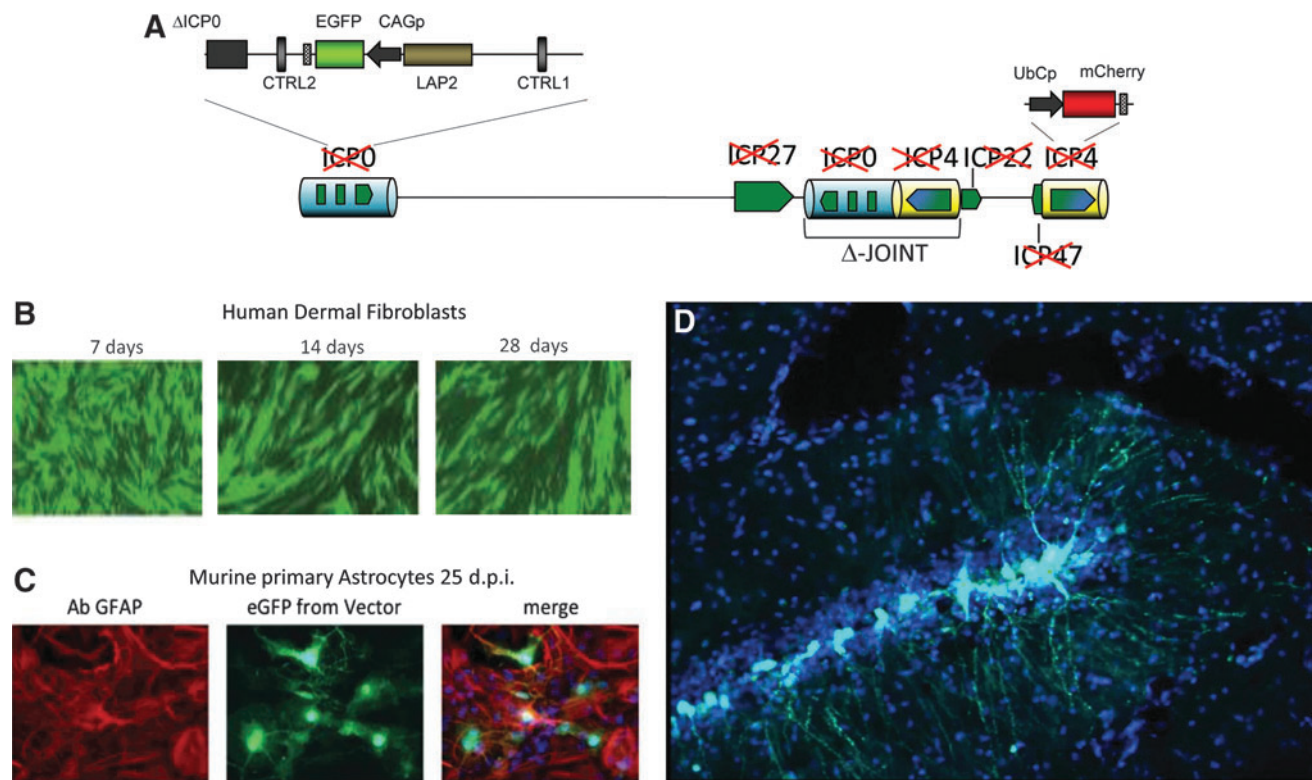 A
ΔICP0
EGFP
CAGp
CTRL2
LAP2
CTRL1
UbCp
mCherry
ICP0
ICP27
ICP0
ICP4
ICP22
ICP4
Δ-JOINT
ICP47
B
Human Dermal Fibroblasts
7 days
14 days
28 days
C
Murine primary Astrocytes 25 d.p.i.
Ab GFAP
eGFP from Vector
merge
D